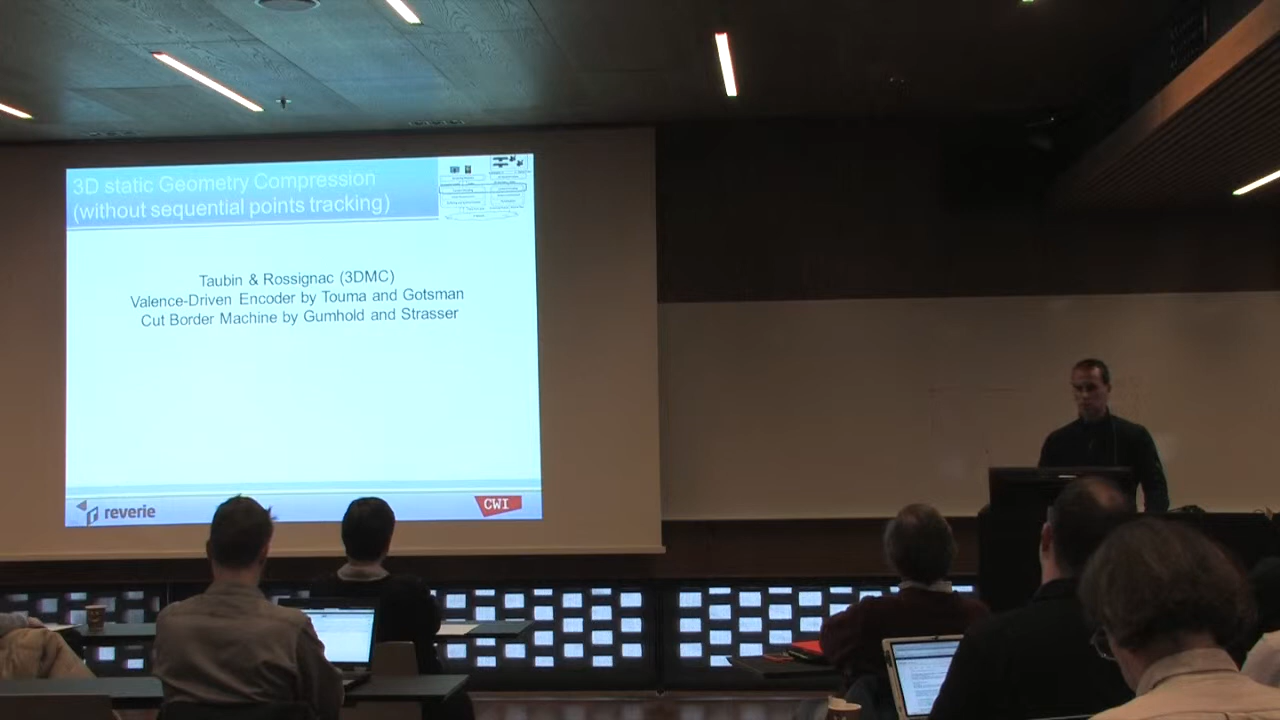 3D static Geometry Compression
(without sequential points tracking)
Taubin & Rossignac (3DMC)
Valence-Driven Encoder by Touma and Gotsman
Cut Border Machine by Gumhold and Strasser
reverie
CWI